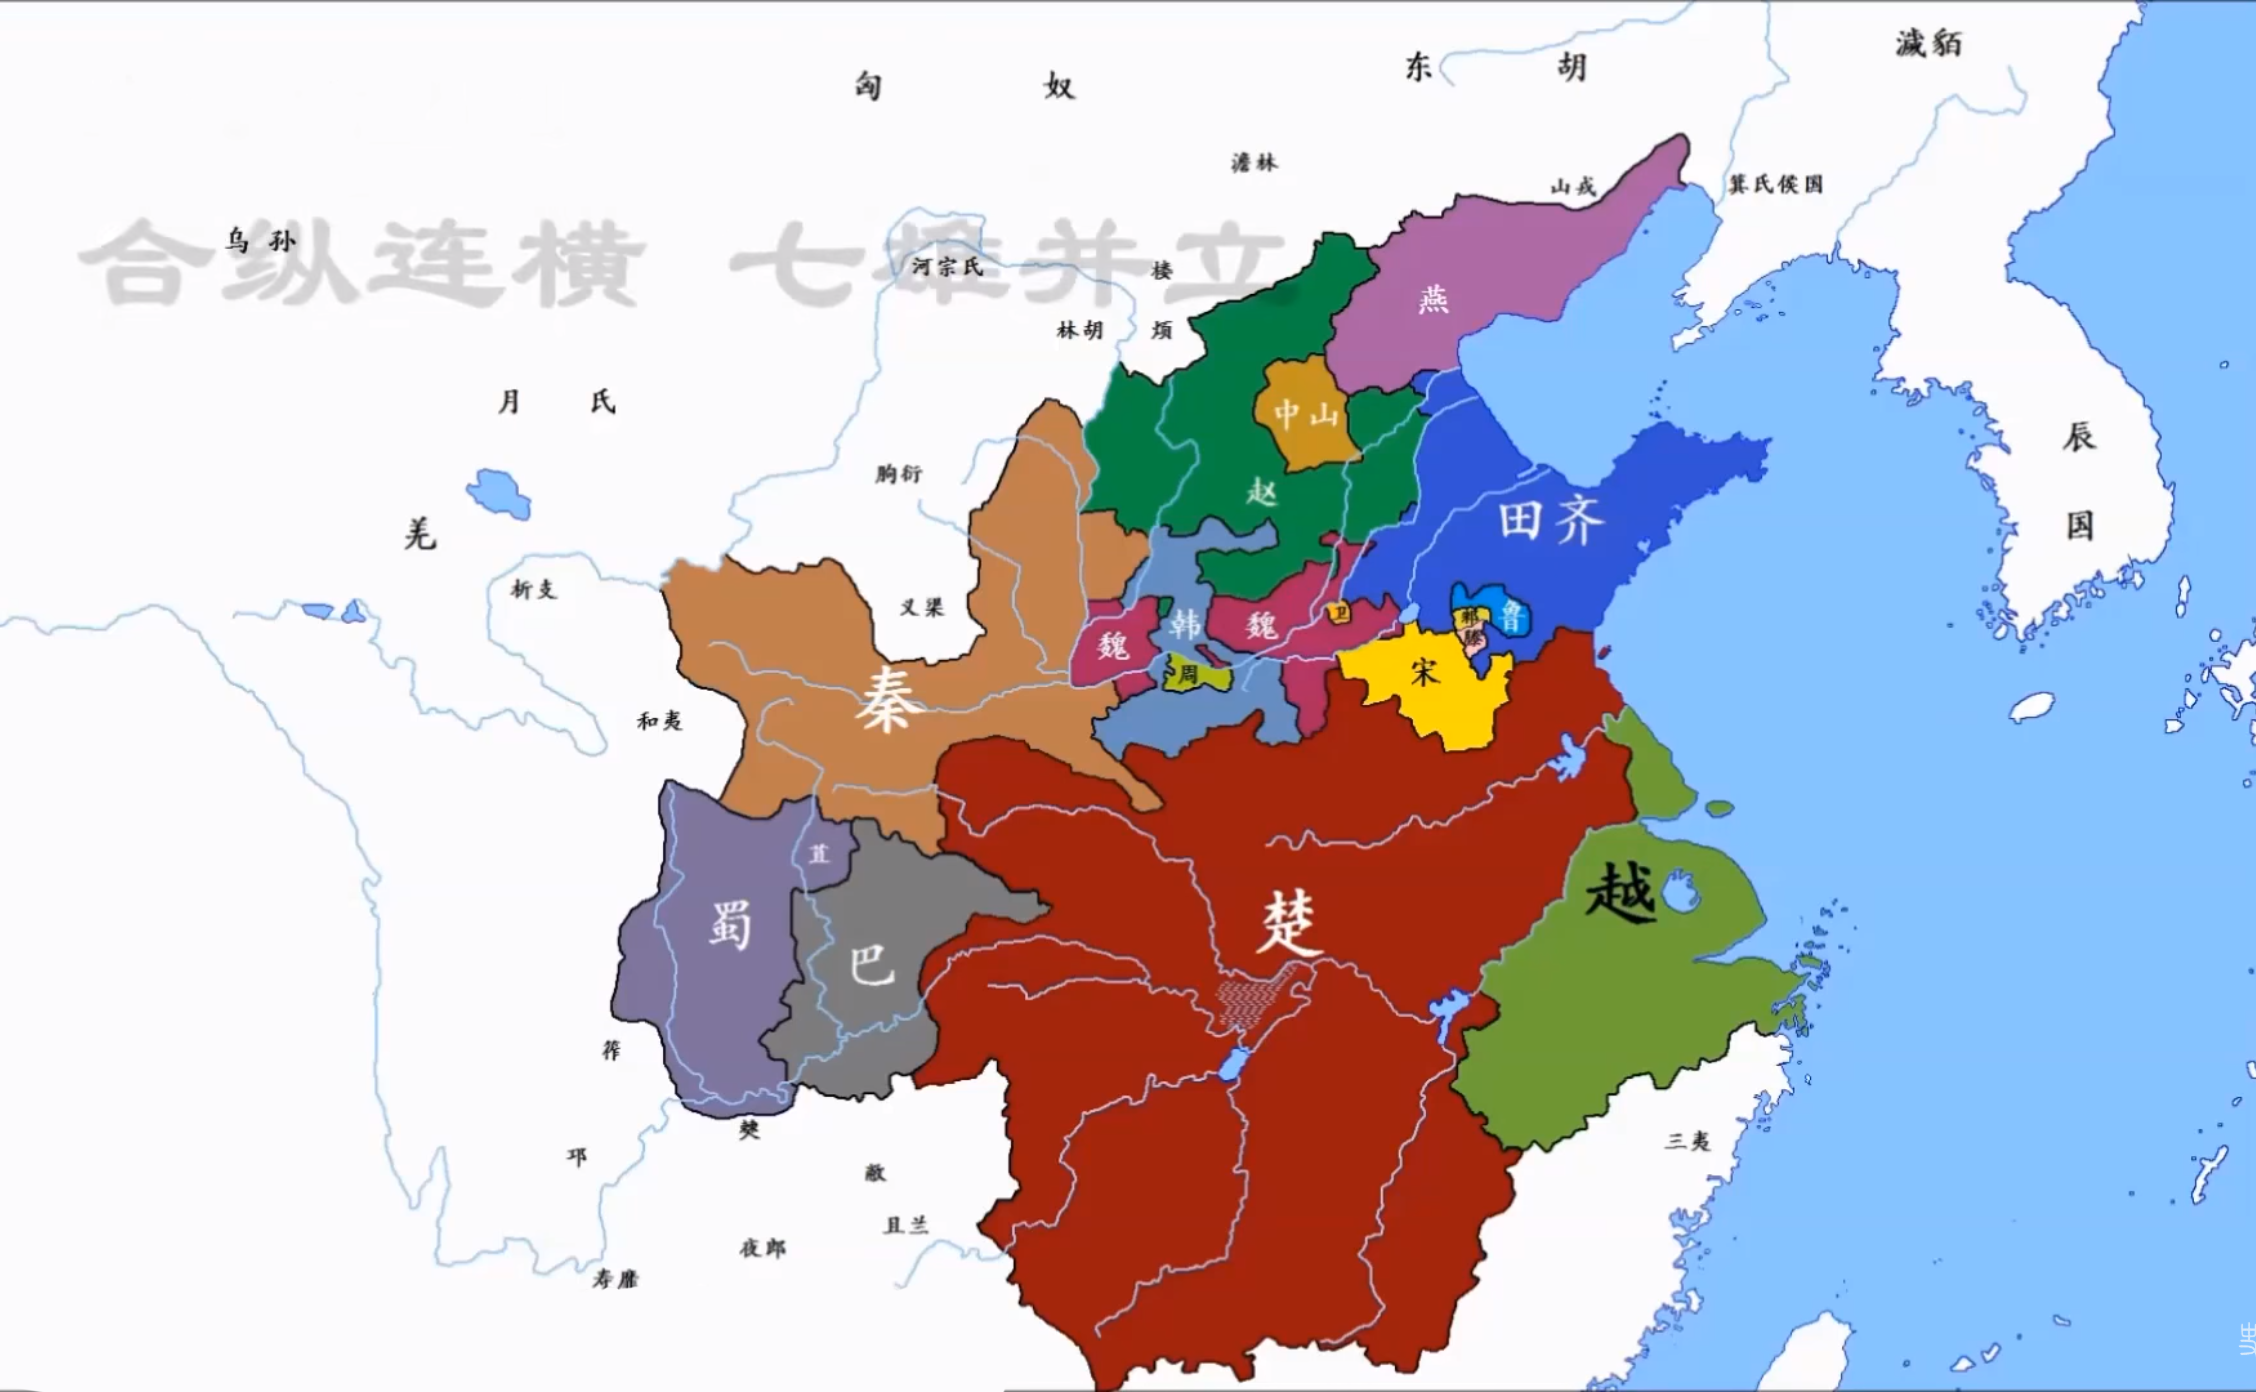 匈 奴
东 胡
濊貊
澹林
山戎
箕氏侯国
合纵连横 七雄并立
乌孙
河宗氏
楼烦
林胡
燕
月氏
中山
朐衍
赵
田齐
辰国
羌
析支
义渠
魏
韩
魏
卫
邾
鲁
滕
周
宋
秦
和夷
苴
蜀
巴
楚
越
筰
僰
邛
三夷
敝
且兰
夜郎
寿靡